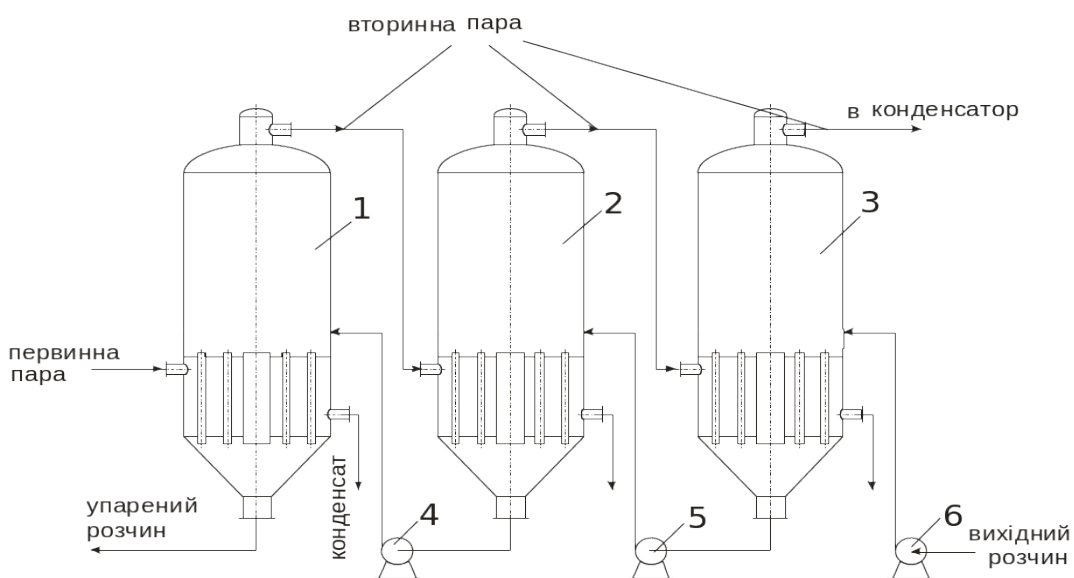 вторинна пара
в конденсатор
1
2
3
первинна
пара
конденсат
упарений
розчин
4
5
6
вихідний
розчин